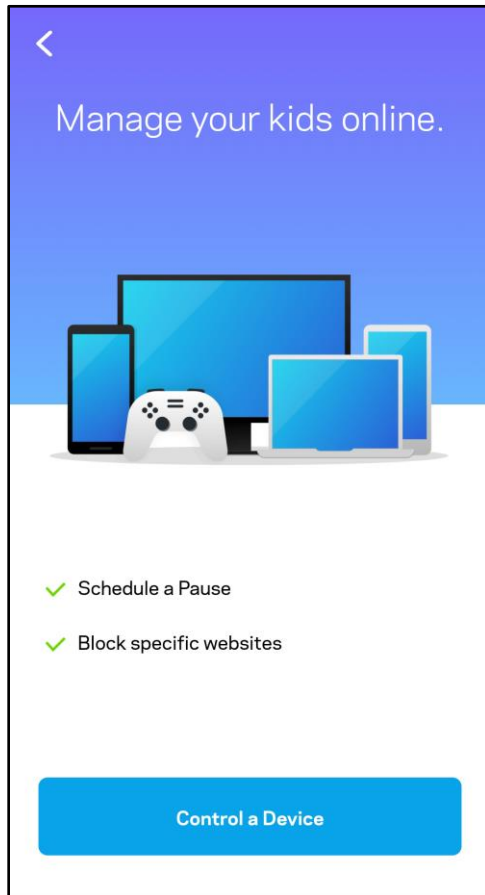 Manage your kids online.
Schedule a Pause
Block specific websites
Control a Device